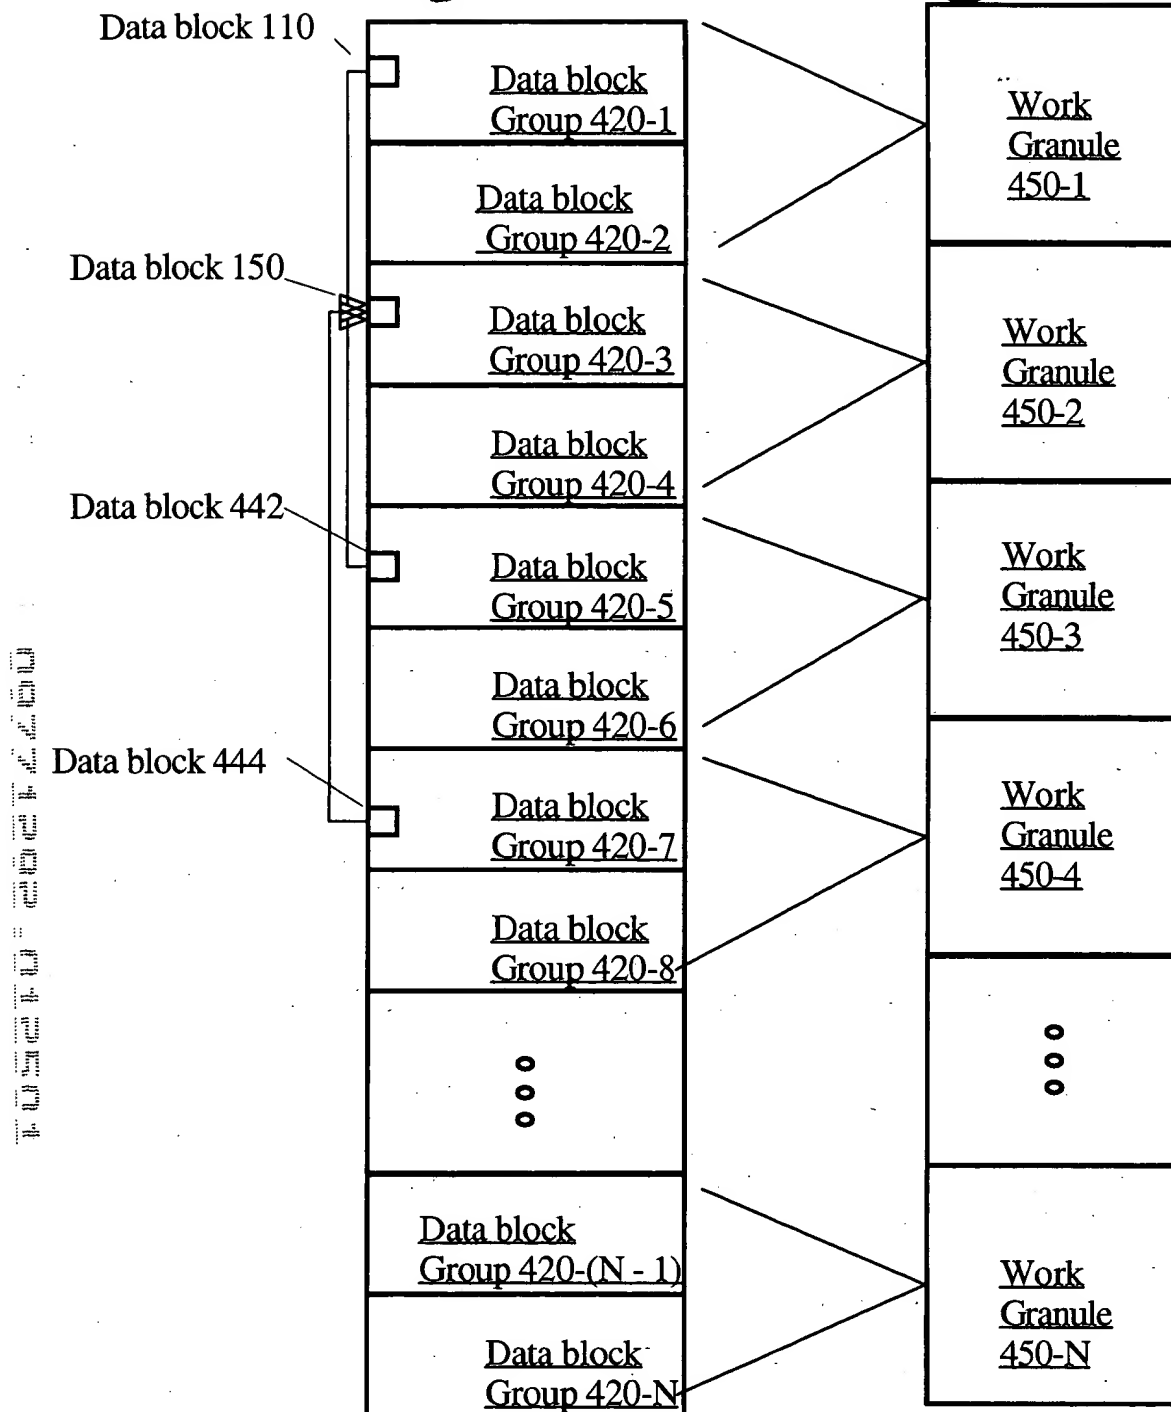 Data block 110
Data block
Group 420-1
Data block
Group 420-2
Data block 150
Data block
Group 420-3
Data block
Group 420-4
Data block 442
Data block
Group 420-5
Data block
Group 420-6
Data block 444
Data block
Group 420-7
Data block
Group 420-8
Data block
Group 420-(N - 1)
Data block
Group 420-N
Work
Granule
450-1
Work
Granule
450-2
Work
Granule
450-3
Work
Granule
450-4
Work
Granule
450-N